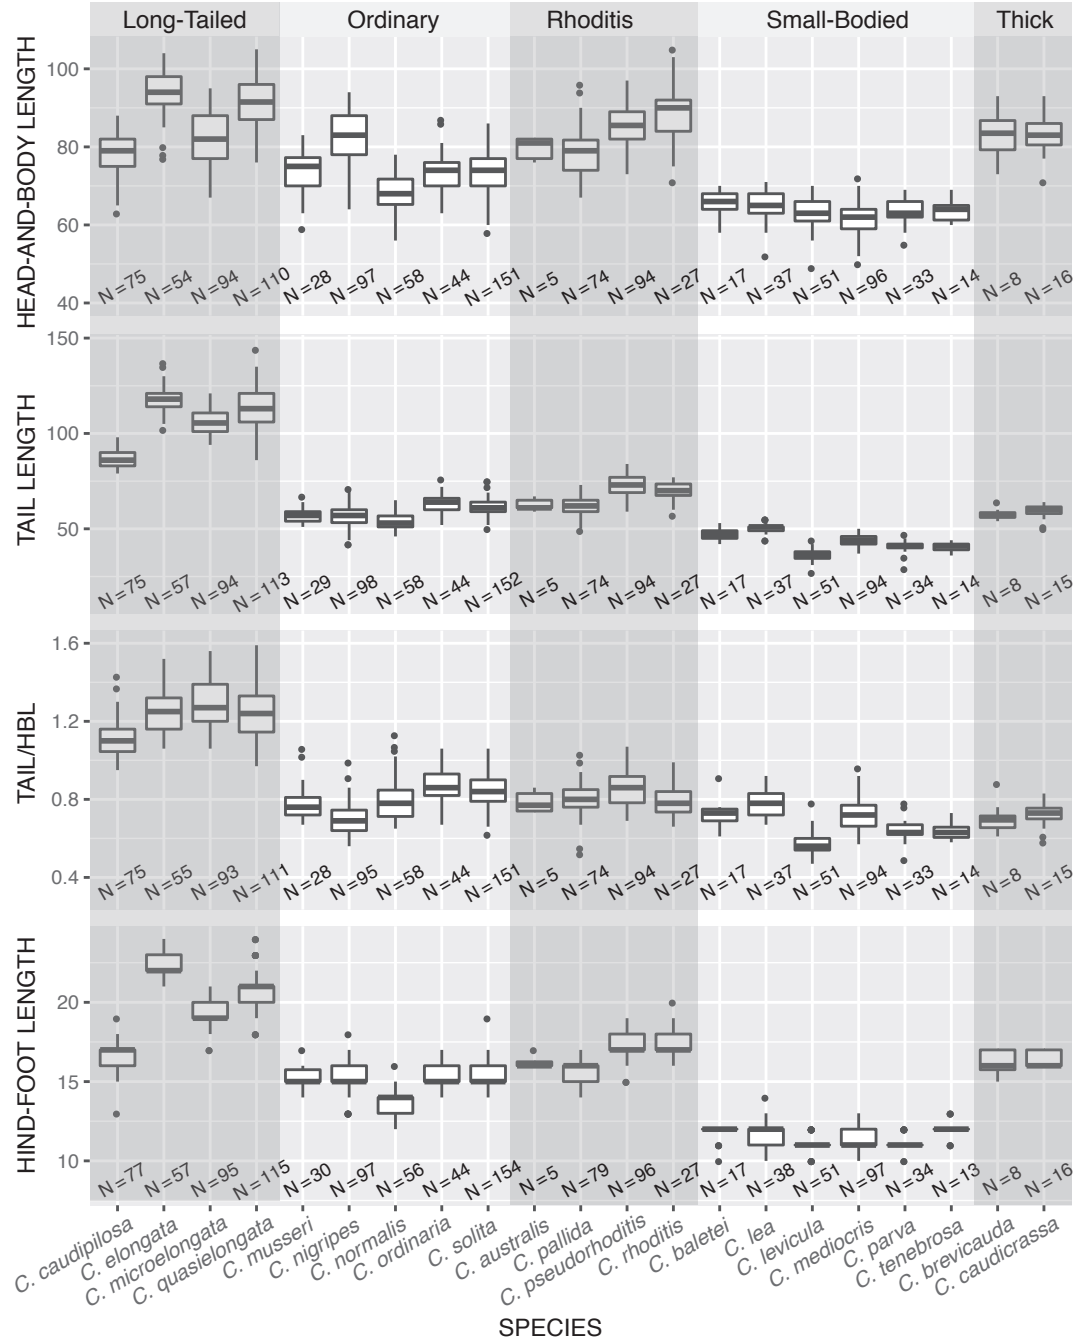 Long-Tailed Ordinary Rhoditis Small-Bodied Thick
HEAD-AND-BODY LENGTH
100
80
60
40
N=75 N=54 N=94 N=110 N=28 N=97 N=58 N=44 N=151 N=5 N=74 N=94 N=27 N=17 N=37 N=51 N=96 N=33 N=14 N=8 N=16
TAIL LENGTH
150
100
50
N=75 N=57 N=94 N=113 N=29 N=98 N=58 N=44 N=152 N=5 N=74 N=94 N=27 N=17 N=37 N=51 N=94 N=34 N=14 N=8 N=15
TAIL/HBL
1.6
1.2
0.8
0.4
N=75 N=55 N=93 N=111 N=28 N=95 N=58 N=44 N=151 N=5 N=74 N=94 N=27 N=17 N=37 N=51 N=94 N=33 N=14 N=8 N=15
HIND-FOOT LENGTH
20
15
10
N=77 N=57 N=95 N=115 N=30 N=97 N=56 N=44 N=154 N=5 N=79 N=96 N=27 N=17 N=38 N=51 N=97 N=34 N=13 N=8 N=16
C. caudipilosa
C. elongata
C. microelongata
C. quasielongata
C. musseri
C. nigripes
C. normalis
C. ordinaria
C. solita
C. australis
C. pallida
C. pseudorhoditis
C. rhoditis
C. baletei
C. lea
C. levicula
C. mediocris
C. parva
C. tenebrosa
C. brevicauda
C. caudicrassa
SPECIES